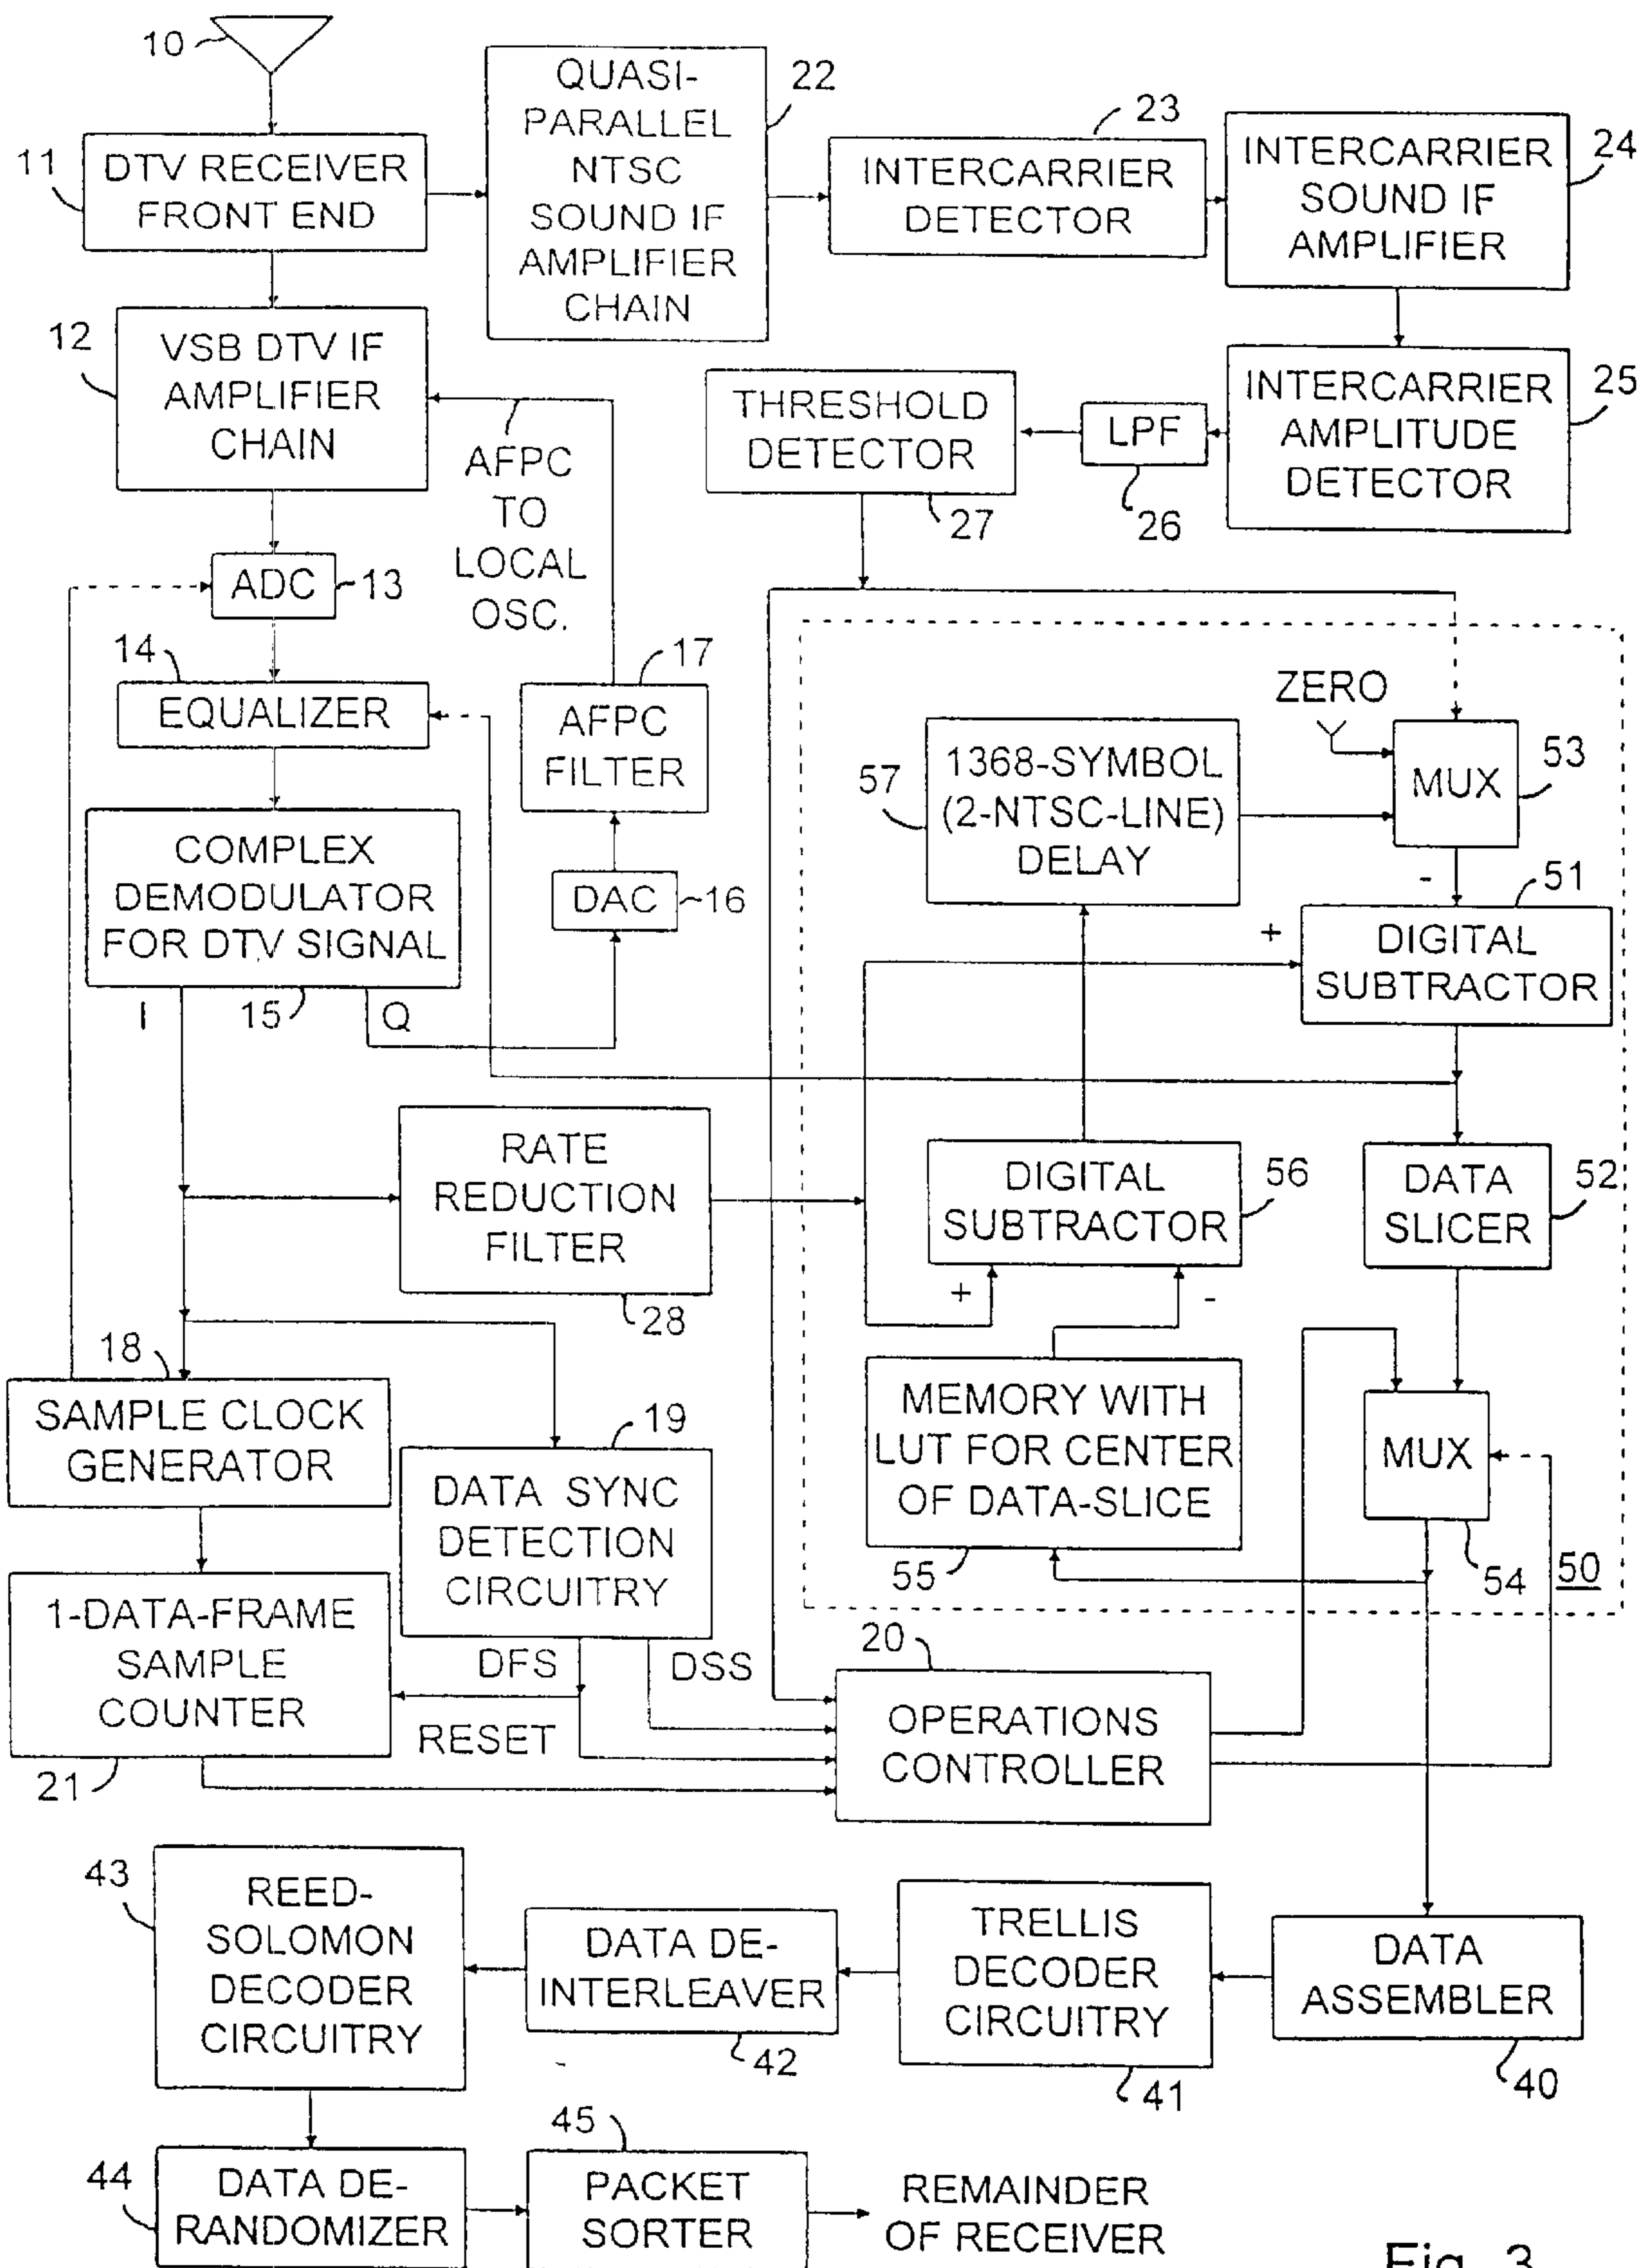 10
QUASI-
PARALLEL
NTSC
SOUND IF
AMPLIFIER
CHAIN
22
23
11
DTV RECEIVER
FRONT END
INTERCARRIER
DETECTOR
INTERCARRIER
SOUND IF
AMPLIFIER
24
12
VSB DTV IF
AMPLIFIER
CHAIN
AFPC
TO
LOCAL
OSC.
THRESHOLD
DETECTOR
27
LPF
26
INTERCARRIER
AMPLITUDE
DETECTOR
25
ADC
13
14
EQUALIZER
17
AFPC
FILTER
ZERO
57
1368-SYMBOL
(2-NTSC-LINE)
DELAY
MUX
53
COMPLEX
DEMODULATOR
FOR DTV SIGNAL
DAC
16
-
51
+
DIGITAL
SUBTRACTOR
I
15
Q
RATE
REDUCTION
FILTER
28
DIGITAL
SUBTRACTOR
56
DATA
SLICER
52
+
-
18
SAMPLE CLOCK
GENERATOR
19
DATA SYNC
DETECTION
CIRCUITRY
MEMORY WITH
LUT FOR CENTER
OF DATA-SLICE
55
MUX
54
50
1-DATA-FRAME
SAMPLE
COUNTER
21
DFS
DSS
RESET
20
OPERATIONS
CONTROLLER
43
REED-
SOLOMON
DECODER
CIRCUITRY
DATA DE-
INTERLEAVER
42
TRELLIS
DECODER
CIRCUITRY
41
DATA
ASSEMBLER
40
44
DATA DE-
RANDOMIZER
45
PACKET
SORTER
REMAINDER
OF RECEIVER
Fig. 3